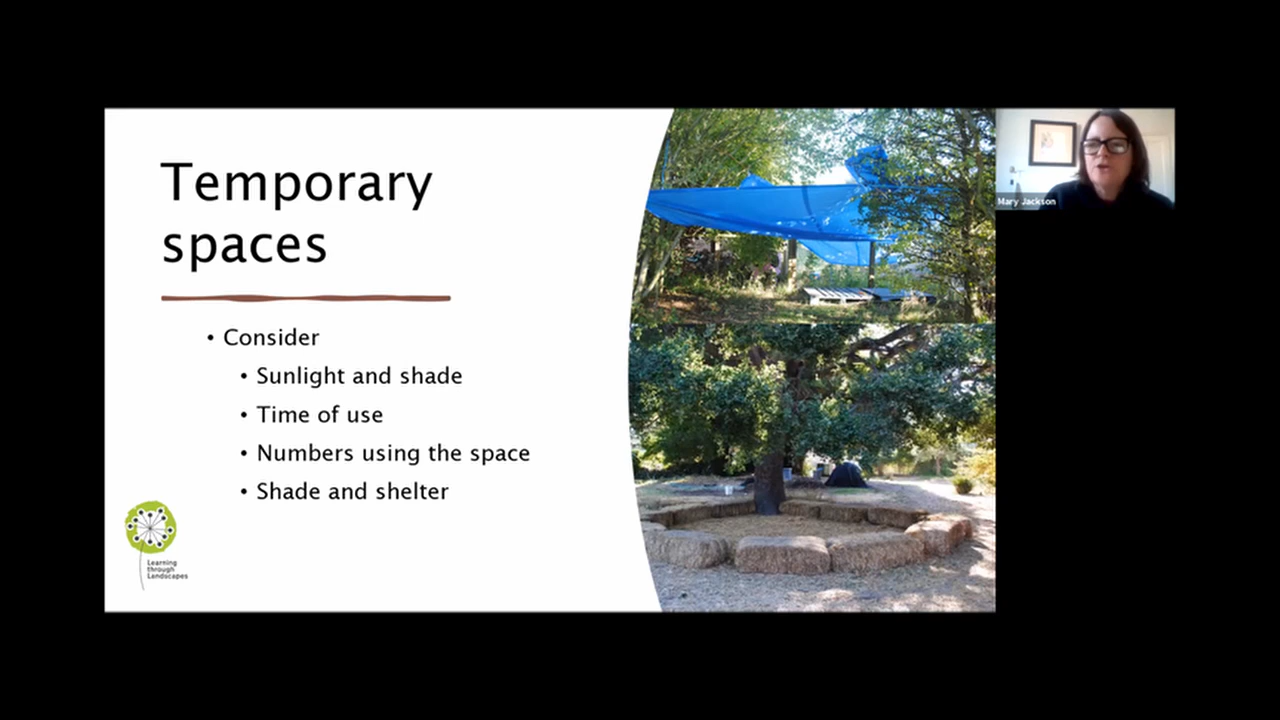 Temporary
spaces
• Consider
• Sunlight and shade
• Time of use
• Numbers using the space
• Shade and shelter
Learning
through
Landscapes
Mary Jackson